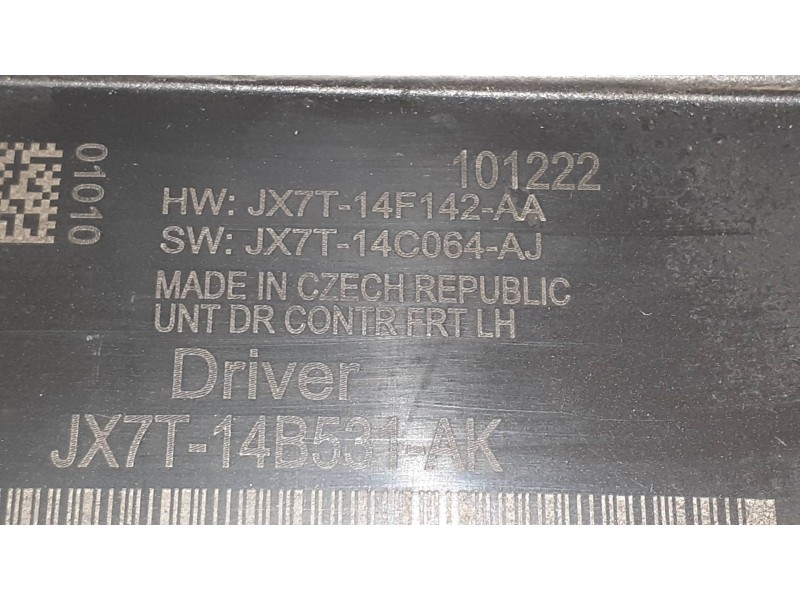 01010
101222
HW: JX7T-14F142-AA
SW: JX7T-14C064-AJ
MADE IN CZECH REPUBLIC
UNT DR CONTR FRT LH
Driver
JX7T-14B531-AK